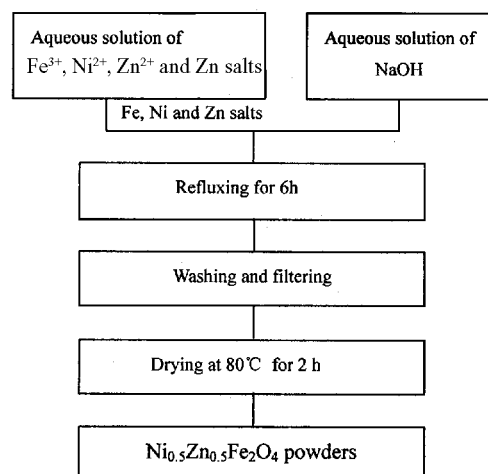 Aqueous solution of
Fe³⁺, Ni²⁺, Zn²⁺ and Zn salts
Aqueous solution of
NaOH
Fe, Ni and Zn salts
Refluxing for 6h
Washing and filtering
Drying at 80℃ for 2 h
Ni₀.₅Zn₀.₅Fe₂O₄ powders